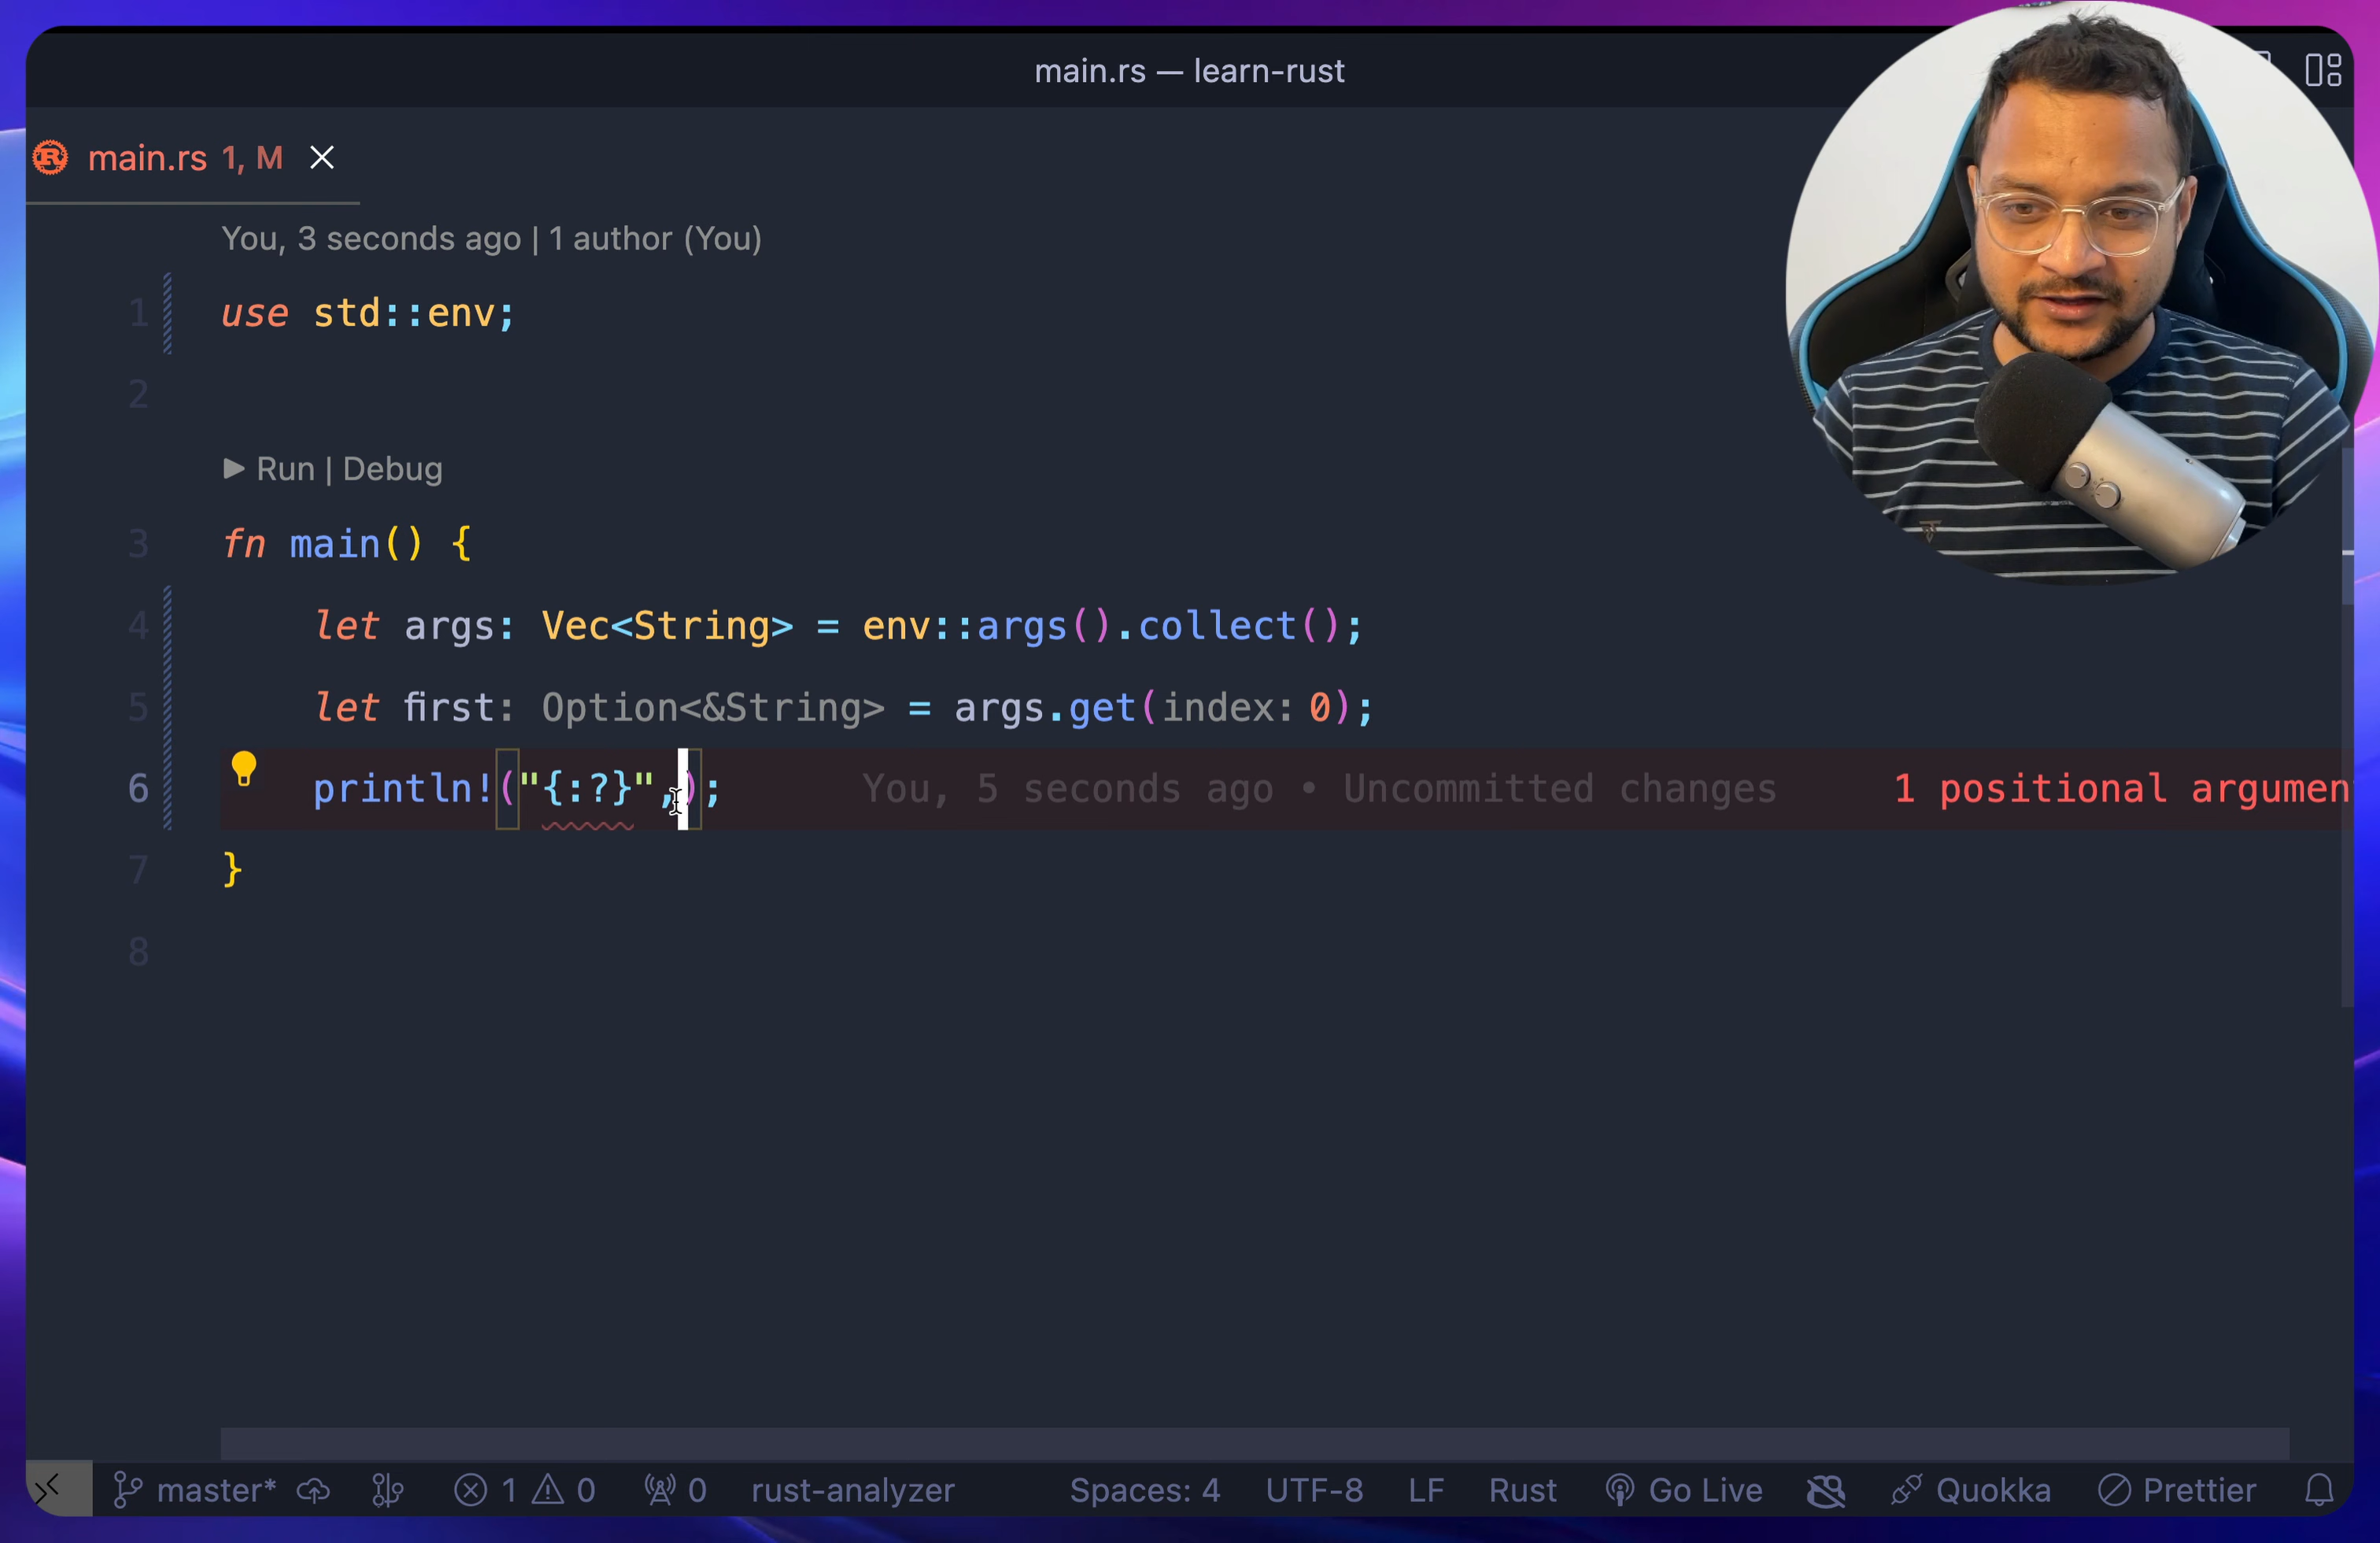 main.rs — learn-rust
main.rs 1, M
You, 3 seconds ago | 1 author (You)
1 use std::env;
2
Run | Debug
3 fn main() {
4 let args: Vec<String> = env::args().collect();
5 let first: Option<&String> = args.get(index: 0);
6 println!("{:?}",); You, 5 seconds ago • Uncommitted changes 1 positional argumen
7 }
8
master* 1 0 0 rust-analyzer Spaces: 4 UTF-8 LF Rust Go Live Quokka Prettier